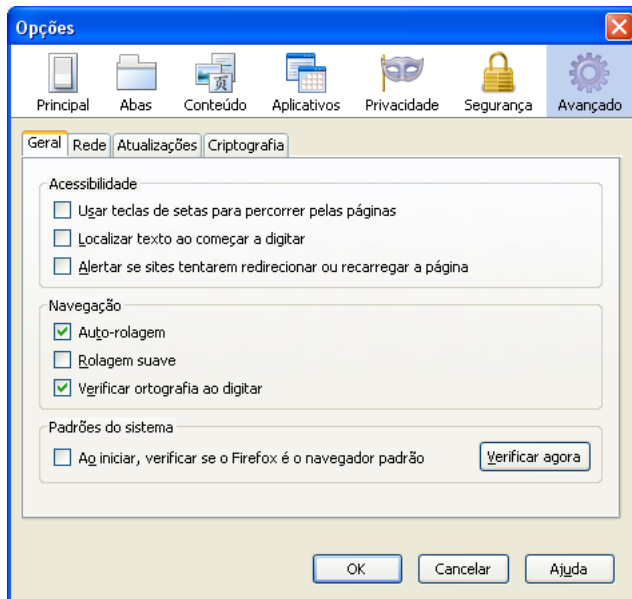 Opções
Principal Abas Conteúdo Aplicativos Privacidade Segurança Avançado
Geral Rede Atualizações Criptografia
Acessibilidade
Usar teclas de setas para percorrer pelas páginas
Localizar texto ao começar a digitar
Alertar se sites tentarem redirecionar ou recarregar a página
Navegação
Auto-rolagem
Rolagem suave
Verificar ortografia ao digitar
Padrões do sistema
Ao iniciar, verificar se o Firefox é o navegador padrão Verificar agora
OK Cancelar Ajuda